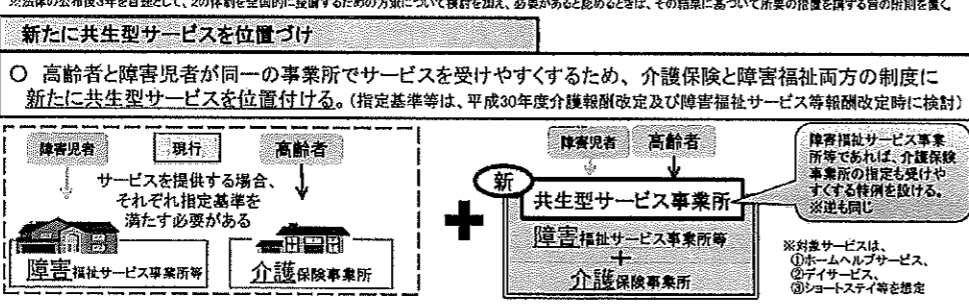 ※法律の公布後3年を目途として、2の体制を全国的に整備するための方策について検討を加え、必要があると認めるときは、その結果に基づいて所要の措置を講ずる旨の附則を置く。
新たに共生型サービスを位置づけ
○ 高齢者と障害児者が同一の事業所でサービスを受けやすくするため、介護保険と障害福祉両方の制度に
新たに共生型サービスを位置付ける。(指定基準等は、平成30年度介護報酬改定及び障害福祉サービス等報酬改定時に検討)
障害児者
現行
高齢者
サービスを提供する場合、
それぞれ指定基準を
満たす必要がある
障害福祉サービス事業所等
介護保険事業所
+
障害児者
高齢者
新
共生型サービス事業所
障害福祉サービス事業所等
+
介護保険事業所
障害福祉サービス事業
所等であれば、介護保険
事業所の指定も受けや
すくする特例を設ける。
※逆も同じ
※対象サービスは、
①ホームヘルプサービス、
②デイサービス、
③ショートステイ等を想定